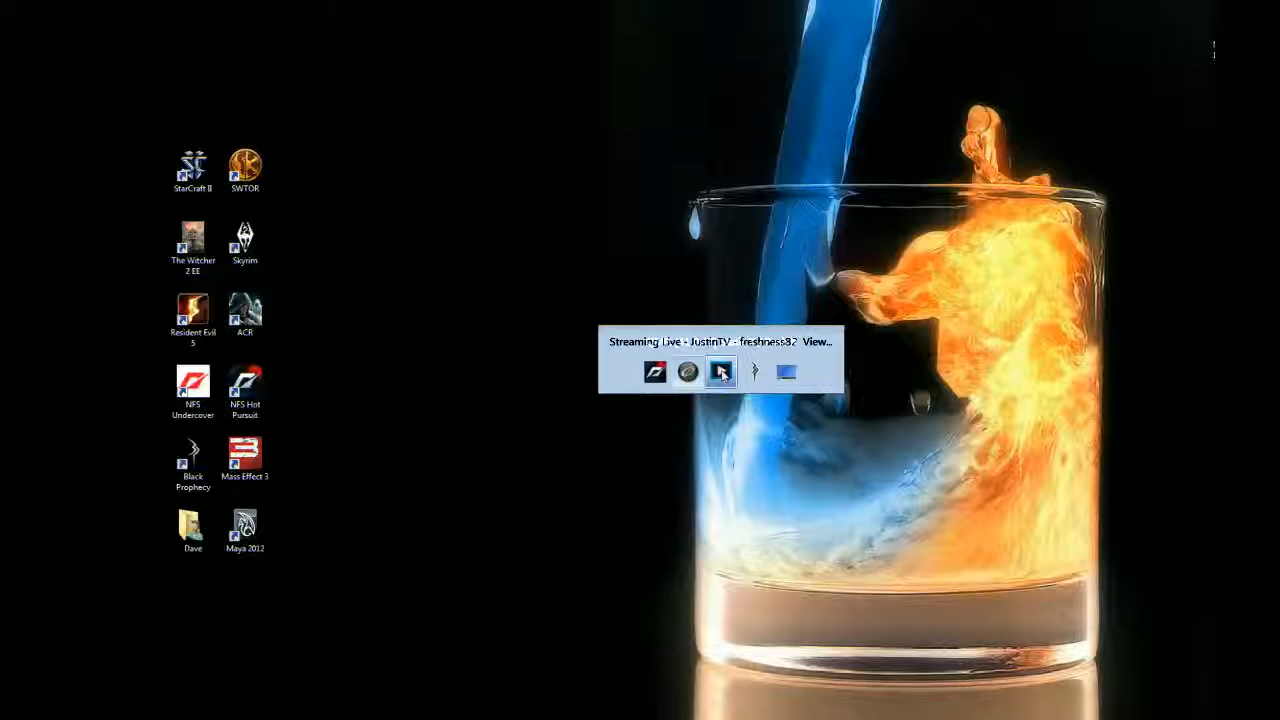 StarCraft II
SWTOR
The Witcher
2 EE
Skyrim
Resident Evil
5
ACR
NFS
Undercover
NFS Hot
Pursuit
Black
Prophecy
Mass Effect 3
Dave
Maya 2012
Streaming Live - JustinTV - freshness82 View...